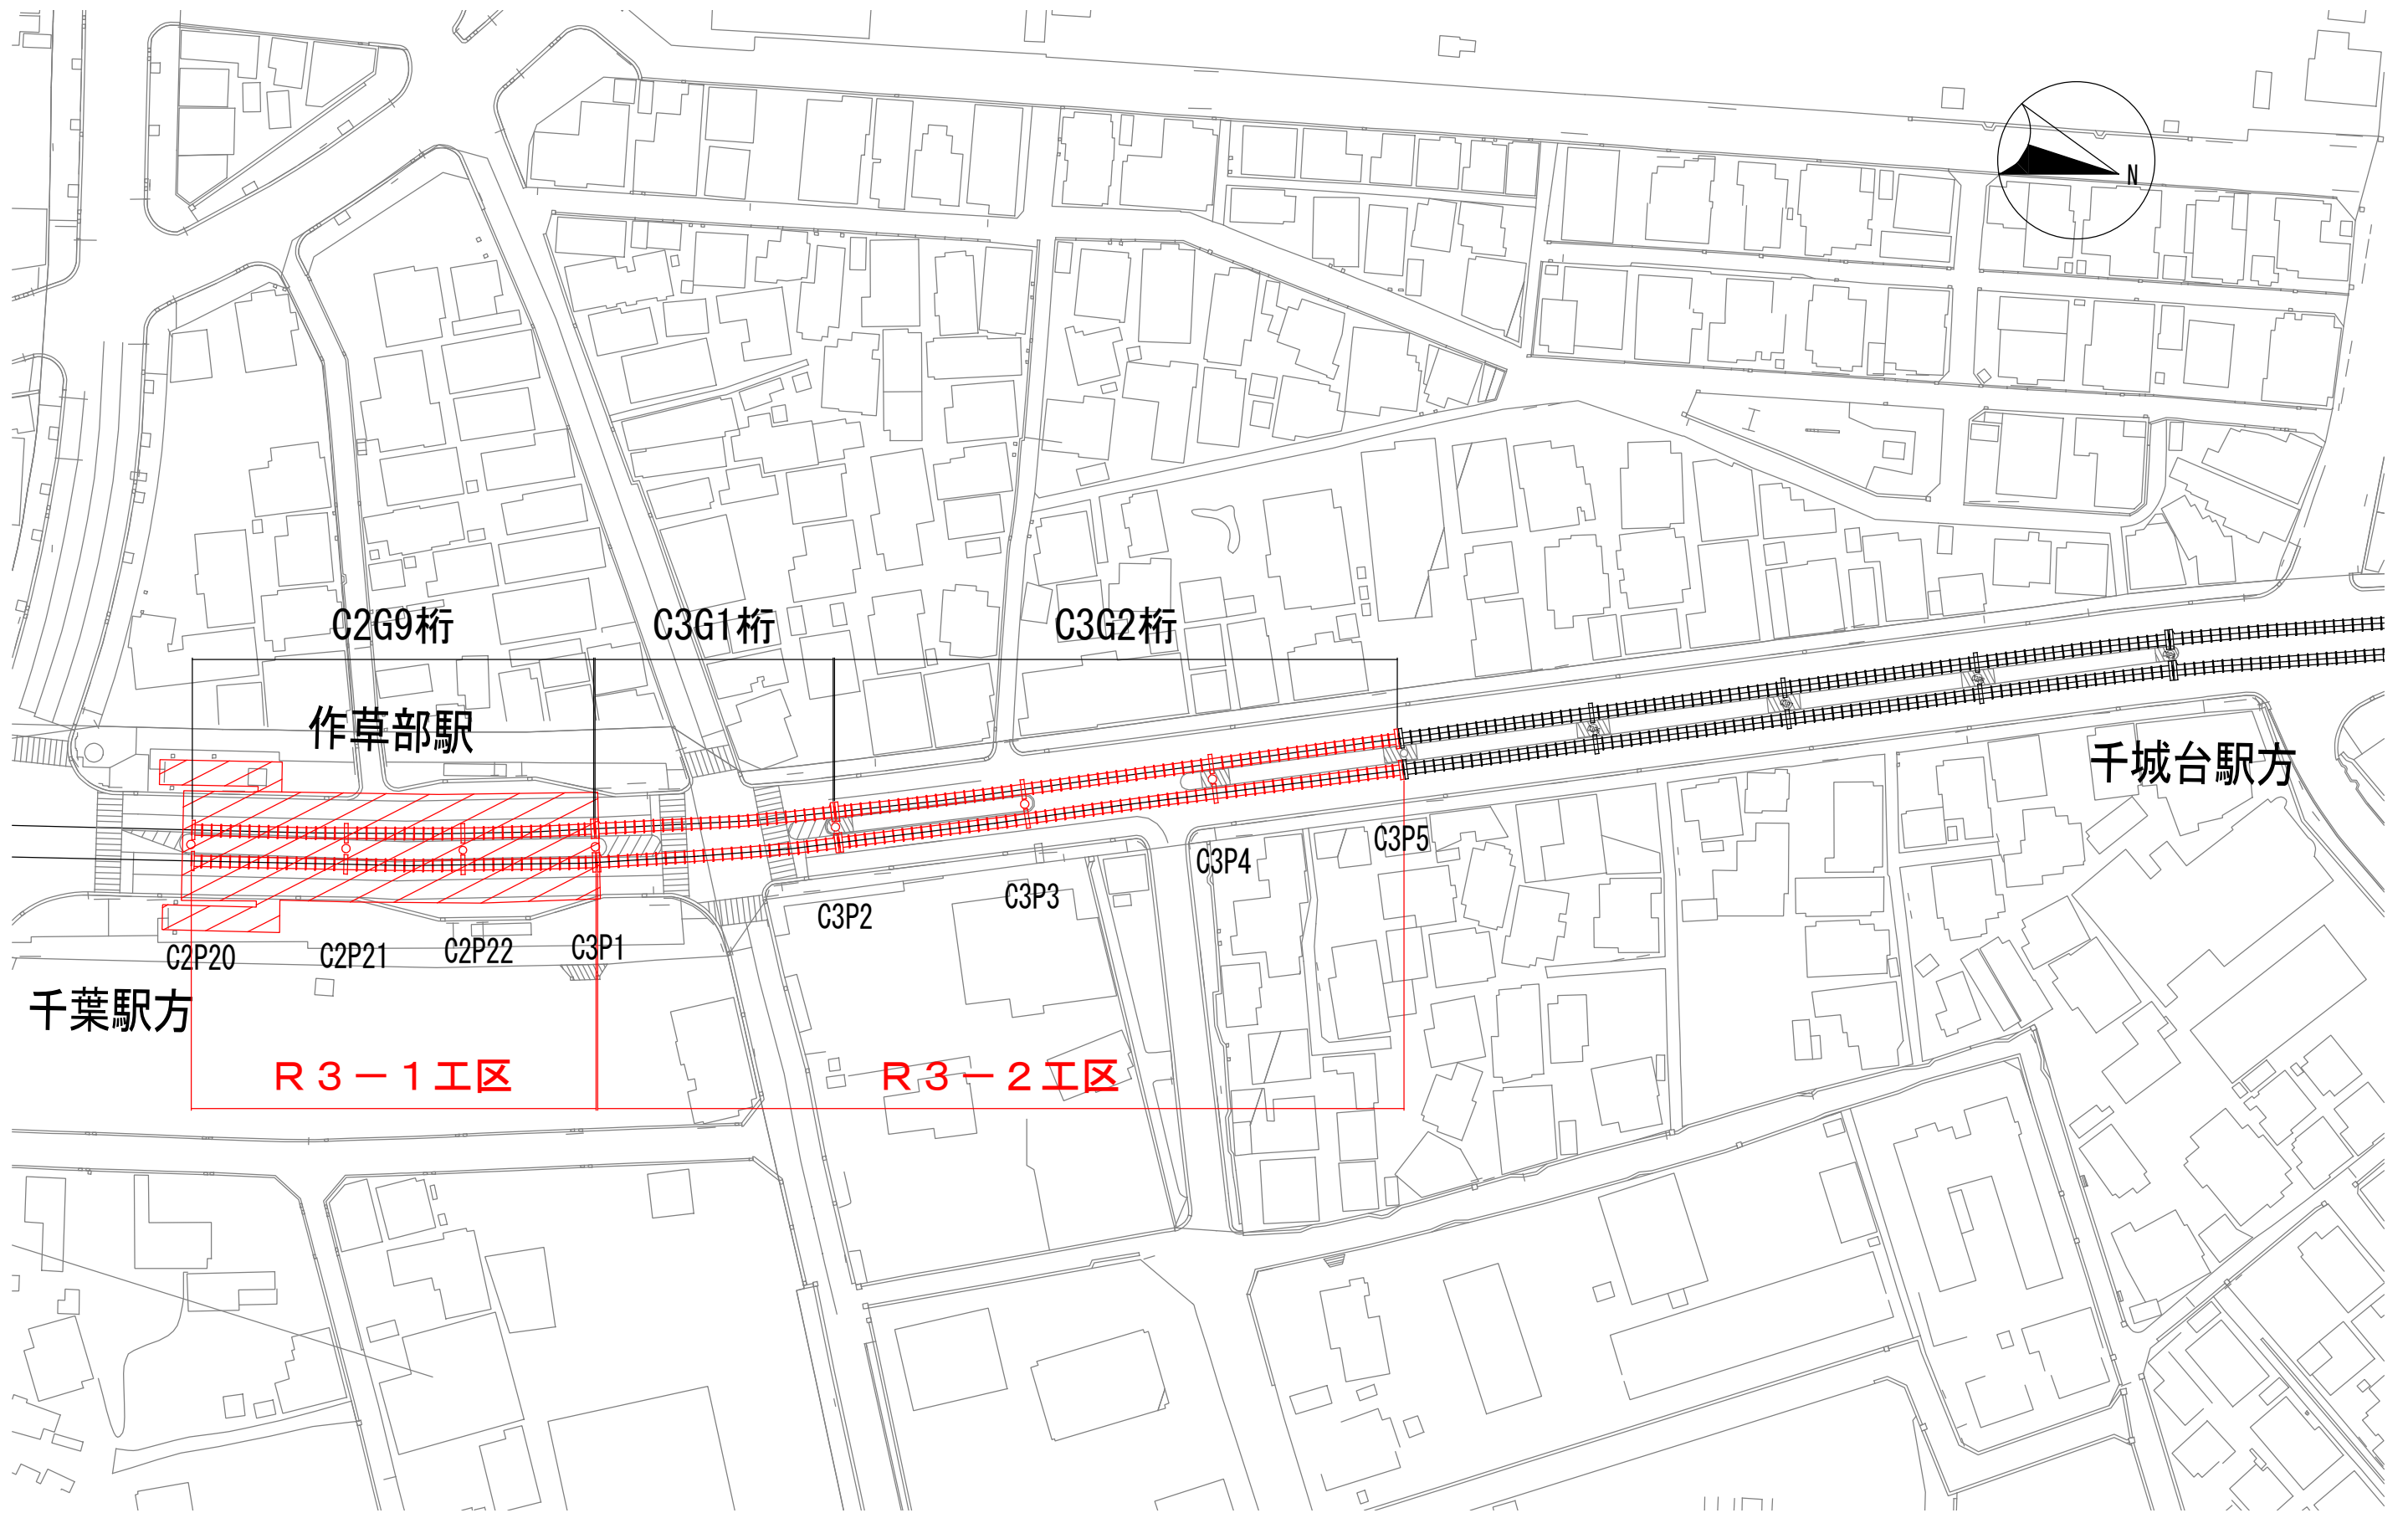 N
C2G9桁
C3G1桁
C3G2桁
作草部駅
千城台駅方
C3P5
C3P4
C3P3
C3P2
C3P1
C2P22
C2P21
C2P20
千葉駅方
R3-1工区
R3-2工区